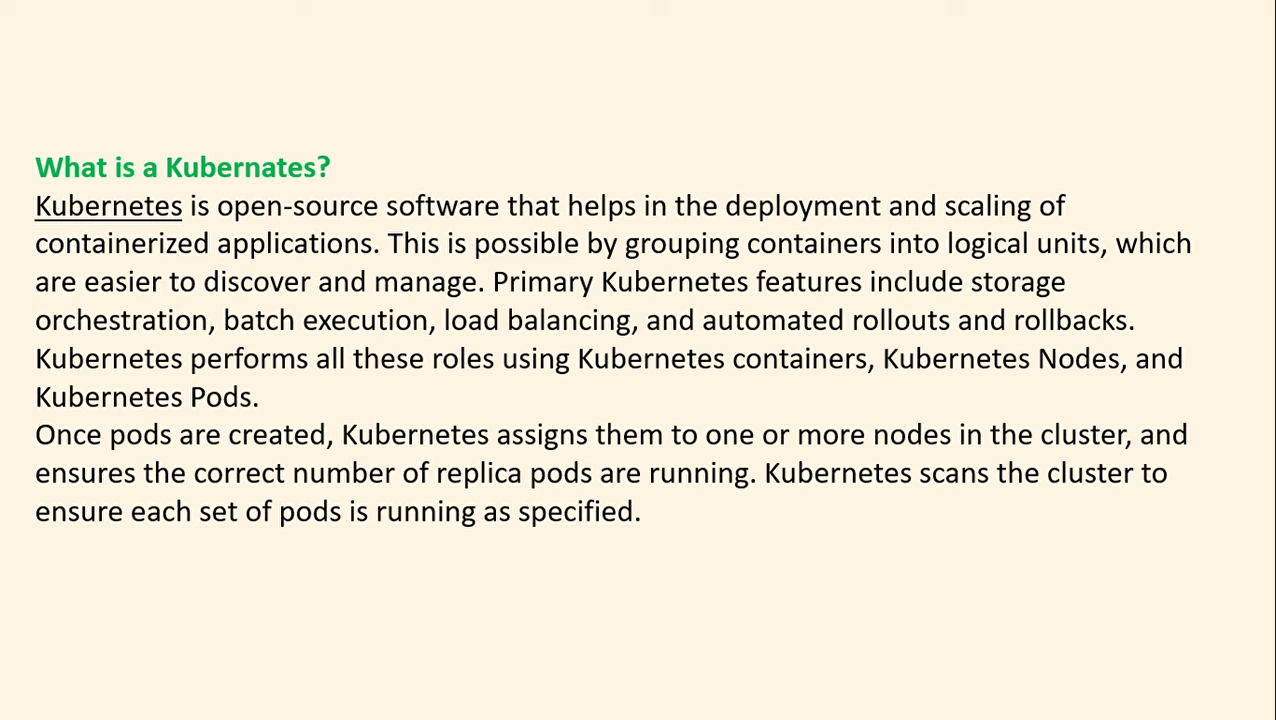 What is a Kubernates?
Kubernetes is open-source software that helps in the deployment and scaling of
containerized applications. This is possible by grouping containers into logical units, which
are easier to discover and manage. Primary Kubernetes features include storage
orchestration, batch execution, load balancing, and automated rollouts and rollbacks.
Kubernetes performs all these roles using Kubernetes containers, Kubernetes Nodes, and
Kubernetes Pods.
Once pods are created, Kubernetes assigns them to one or more nodes in the cluster, and
ensures the correct number of replica pods are running. Kubernetes scans the cluster to
ensure each set of pods is running as specified.